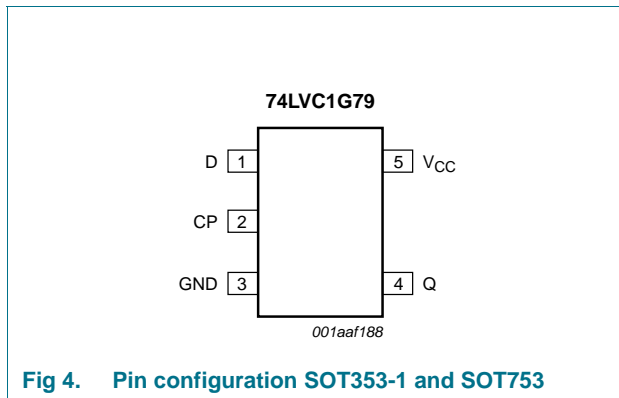 74LVC1G79
D 1 5 VCC
CP 2
GND 3 4 Q
001aaf188
Fig 4. Pin configuration SOT353-1 and SOT753